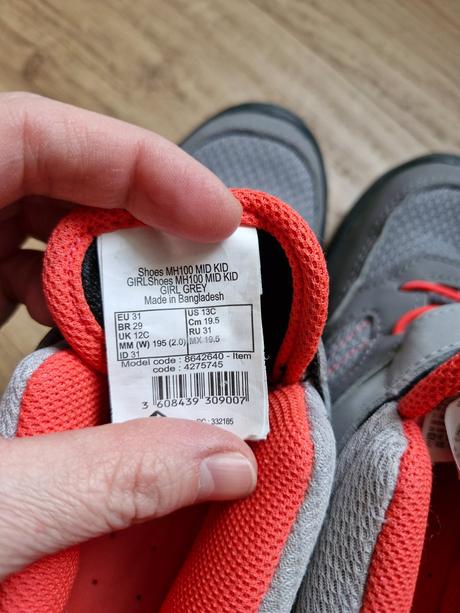 Shoes MH100 MID KID
GIRLShoes MH100 MID KID
GIRL GREY
Made in Bangladesh
EU 31 US 13C
BR 29 Cm 19.5
UK 12C RU 31
MM (W) 195 (2.0) MX 19.5
ID 31
Model code : 8642640 - Item
code : 4275745
3 608439 309007
PC: 332185